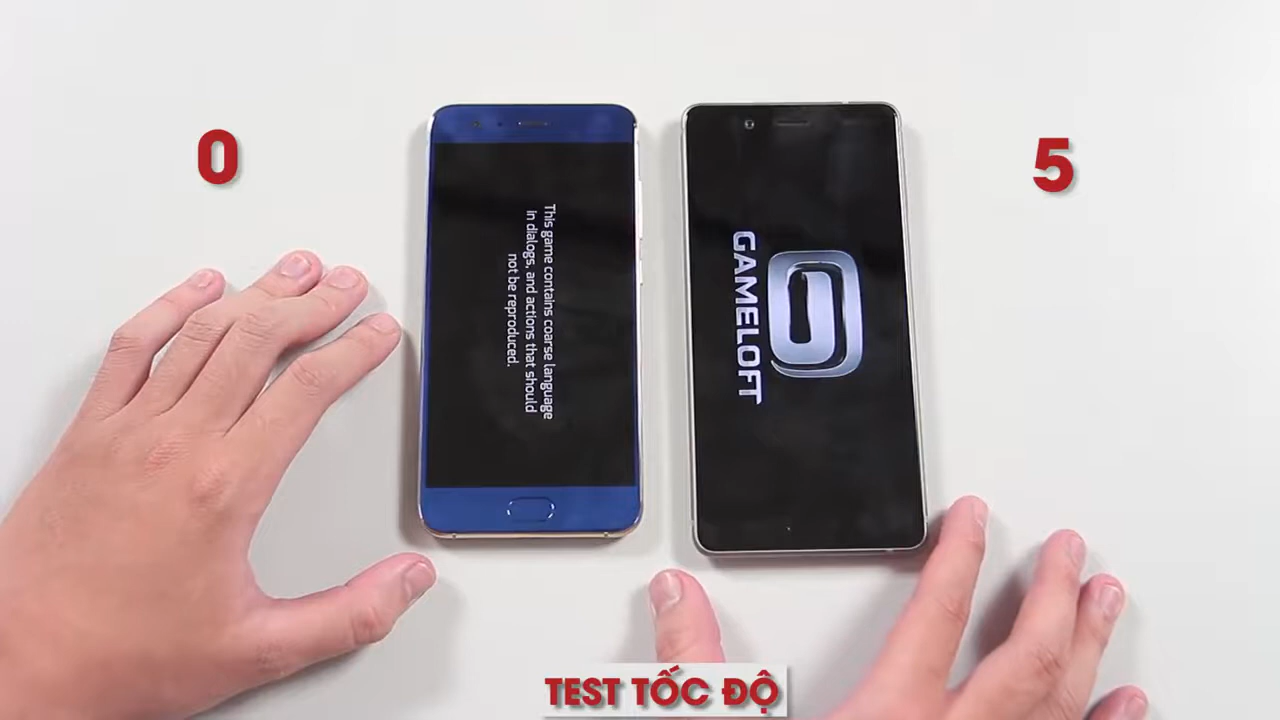 0
5
This game contains coarse language
in dialogs, and actions that should
not be reproduced.
GAMELOFT
TEST TỐC ĐỘ